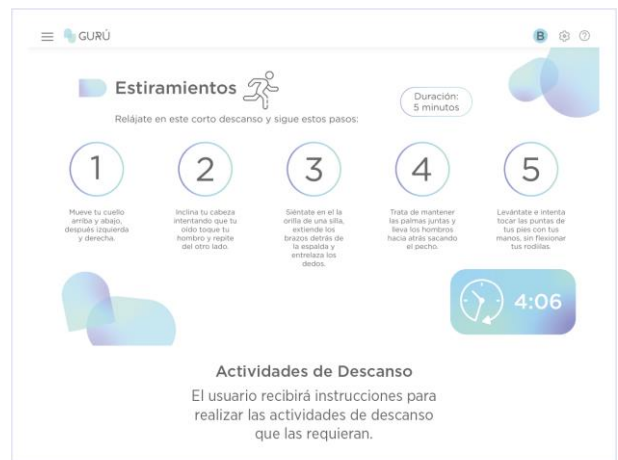 GURÚ
B
?
Estiramientos
Duración:
5 minutos
Relájate en este corto descanso y sigue estos pasos:
1
2
3
4
5
Mueve tu cuello
arriba y abajo,
después izquierda
y derecha.
Inclina tu cabeza
intentando que tu
oído toque tu
hombro y repite
del otro lado.
Siéntate en el la
orilla de una silla,
extiende los
brazos detrás de
la espalda y
entrelaza los
dedos.
Trata de mantener
las palmas juntas y
lleva los hombros
hacia atrás sacando
el pecho.
Levántate e intenta
tocar las puntas de
tus pies con tus
manos, sin flexionar
tus rodillas.
4:06
Actividades de Descanso
El usuario recibirá instrucciones para
realizar las actividades de descanso
que las requieran.